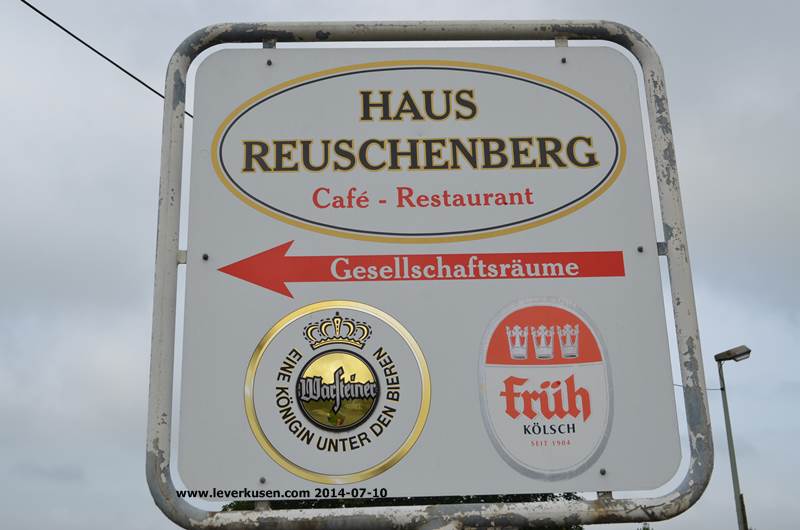 HAUS
REUSCHENBERG
Café - Restaurant
Gesellschaftsräume
EINE KÖNIGIN UNTER DEN BIEREN
Warsteiner
früh
KÖLSCH
SEIT 1904
www.leverkusen.com 2014-07-10